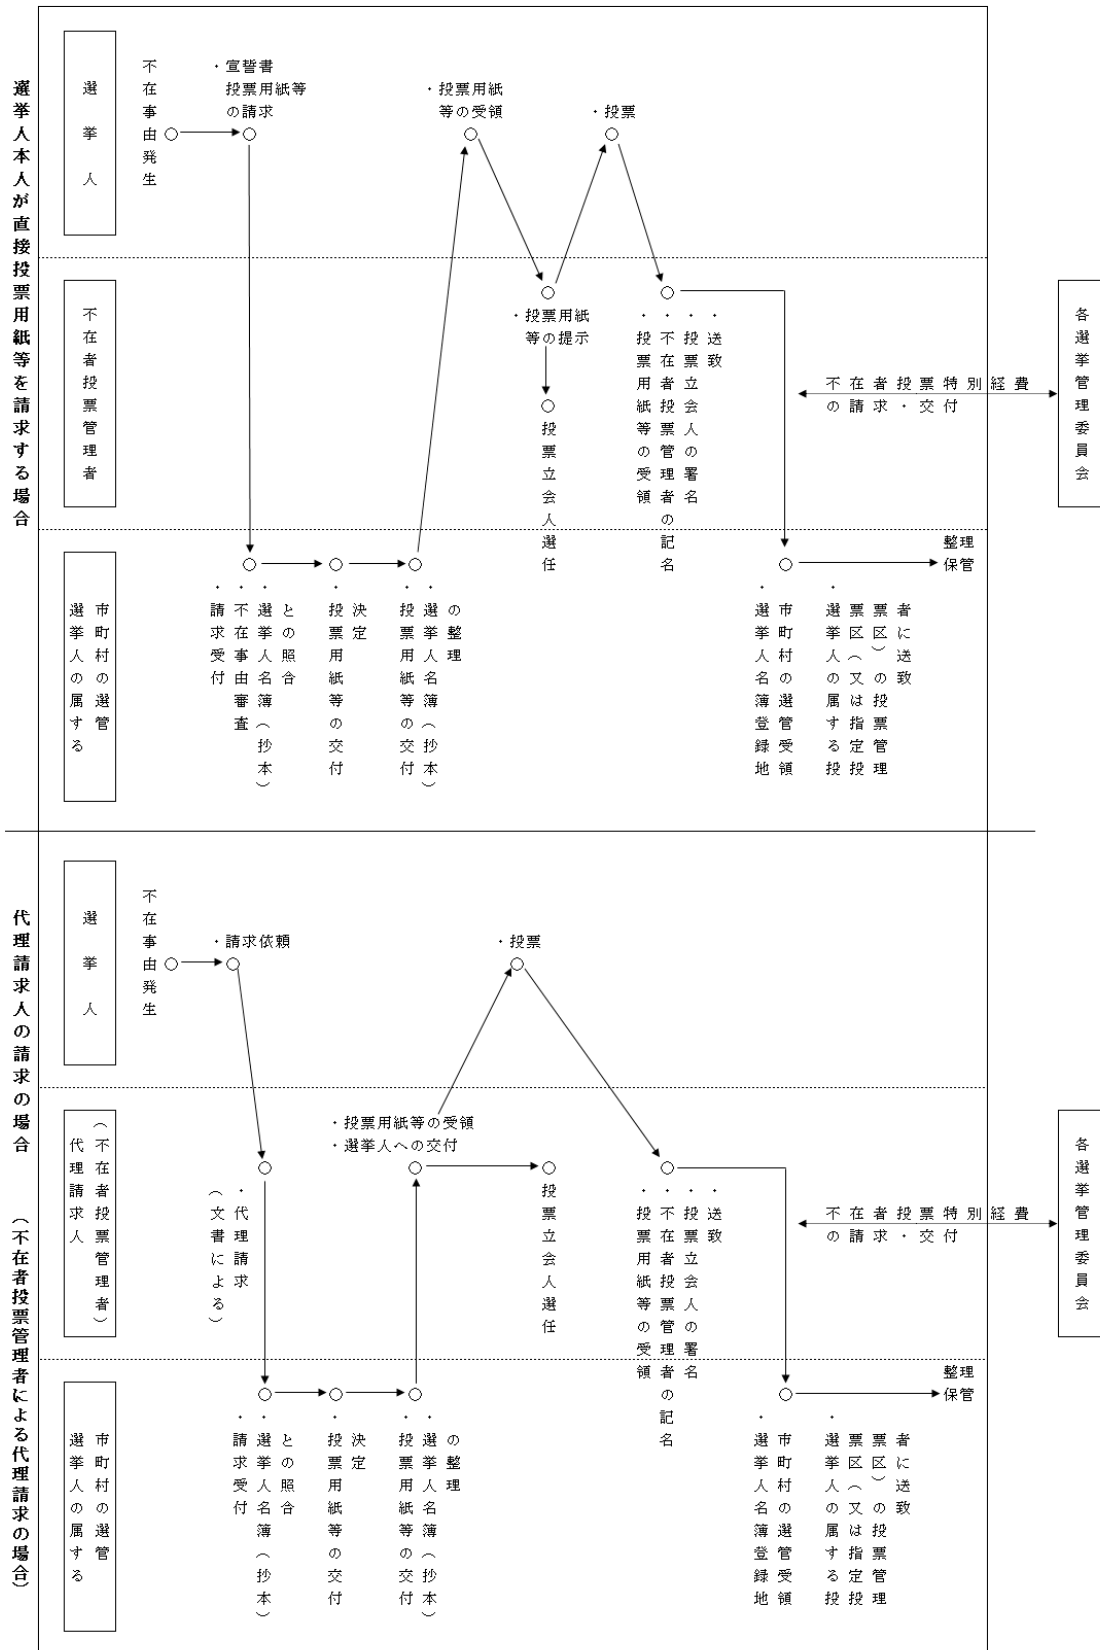 選挙人本人が直接投票用紙等を請求する場合
選挙人
不在事由発生
・宣誓書
投票用紙等
の請求
・投票用紙
等の受領
・投票
不在者投票管理者
・投票用紙
等の提示
投票立会人選任
・送致
・投票立会人の署名
・不在者投票管理者の記名
・投票用紙等の受領
不在者投票特別経費
の請求・交付
各選挙管理委員会
市町村の選管
選挙人の属する
との照合
・選挙人名簿(抄本)
・不在事由審査
・請求受付
決定
・投票用紙等の交付
の整理
・選挙人名簿(抄本)
・投票用紙等の交付
市町村の選管受領
・選挙人名簿登録地
者に送致
票区)の投票管理
票区(又は指定投
・選挙人の属する投
整理
保管
代理請求人の請求の場合
(不在者投票管理者による代理請求の場合)
選挙人
不在事由発生
・請求依頼
・投票
(不在者投票管理者)
代理請求人
・代理請求
(文書による)
・投票用紙等の受領
・選挙人への交付
投票立会人選任
・送致
・投票立会人の署名
・不在者投票管理者の記名
・投票用紙等の受領
不在者投票特別経費
の請求・交付
各選挙管理委員会
市町村の選管
選挙人の属する
との照合
・選挙人名簿(抄本)
・請求受付
決定
・投票用紙等の交付
の整理
・選挙人名簿(抄本)
・投票用紙等の交付
市町村の選管受領
・選挙人名簿登録地
者に送致
票区)の投票管理
票区(又は指定投
・選挙人の属する投
整理
保管